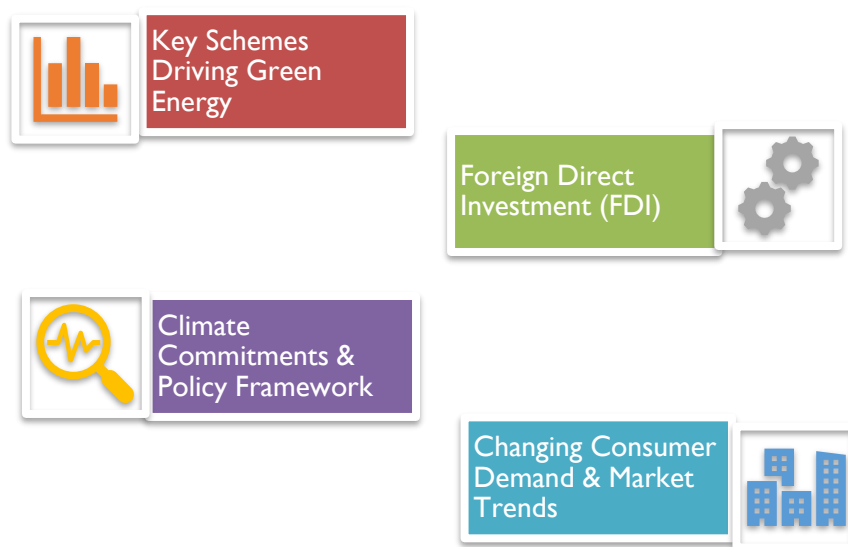 Key Schemes
Driving Green
Energy
Foreign Direct
Investment (FDI)
Climate
Commitments &
Policy Framework
Changing Consumer
Demand & Market
Trends